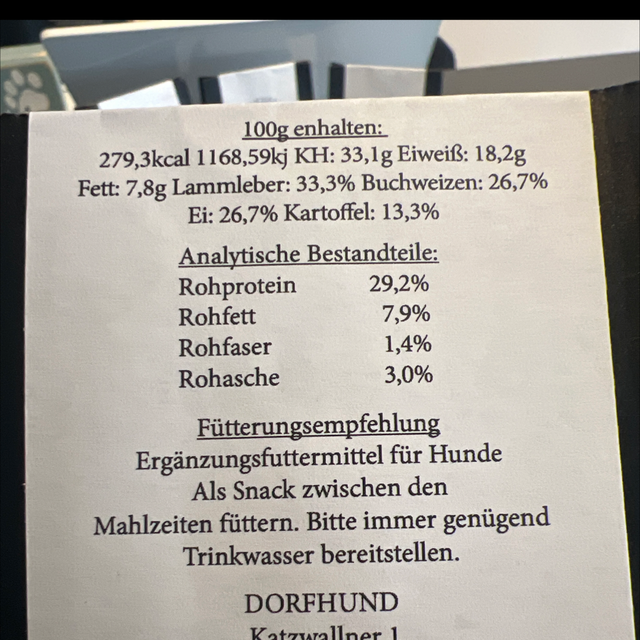 100g enhalten:
279,3kcal 1168,59kj KH: 33,1g Eiweiß: 18,2g
Fett: 7,8g Lammleber: 33,3% Buchweizen: 26,7%
Ei: 26,7% Kartoffel: 13,3%
Analytische Bestandteile:
Rohprotein 29,2%
Rohfett 7,9%
Rohfaser 1,4%
Rohasche 3,0%
Fütterungsempfehlung
Ergänzungsfuttermittel für Hunde
Als Snack zwischen den
Mahlzeiten füttern. Bitte immer genügend
Trinkwasser bereitstellen.
DORFHUND
Katzwallner 1